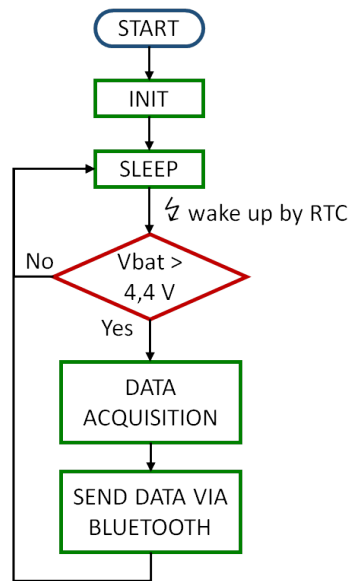 START
INIT
SLEEP
wake up by RTC
No
Vbat >
4,4 V
Yes
DATA
ACQUISITION
SEND DATA VIA
BLUETOOTH